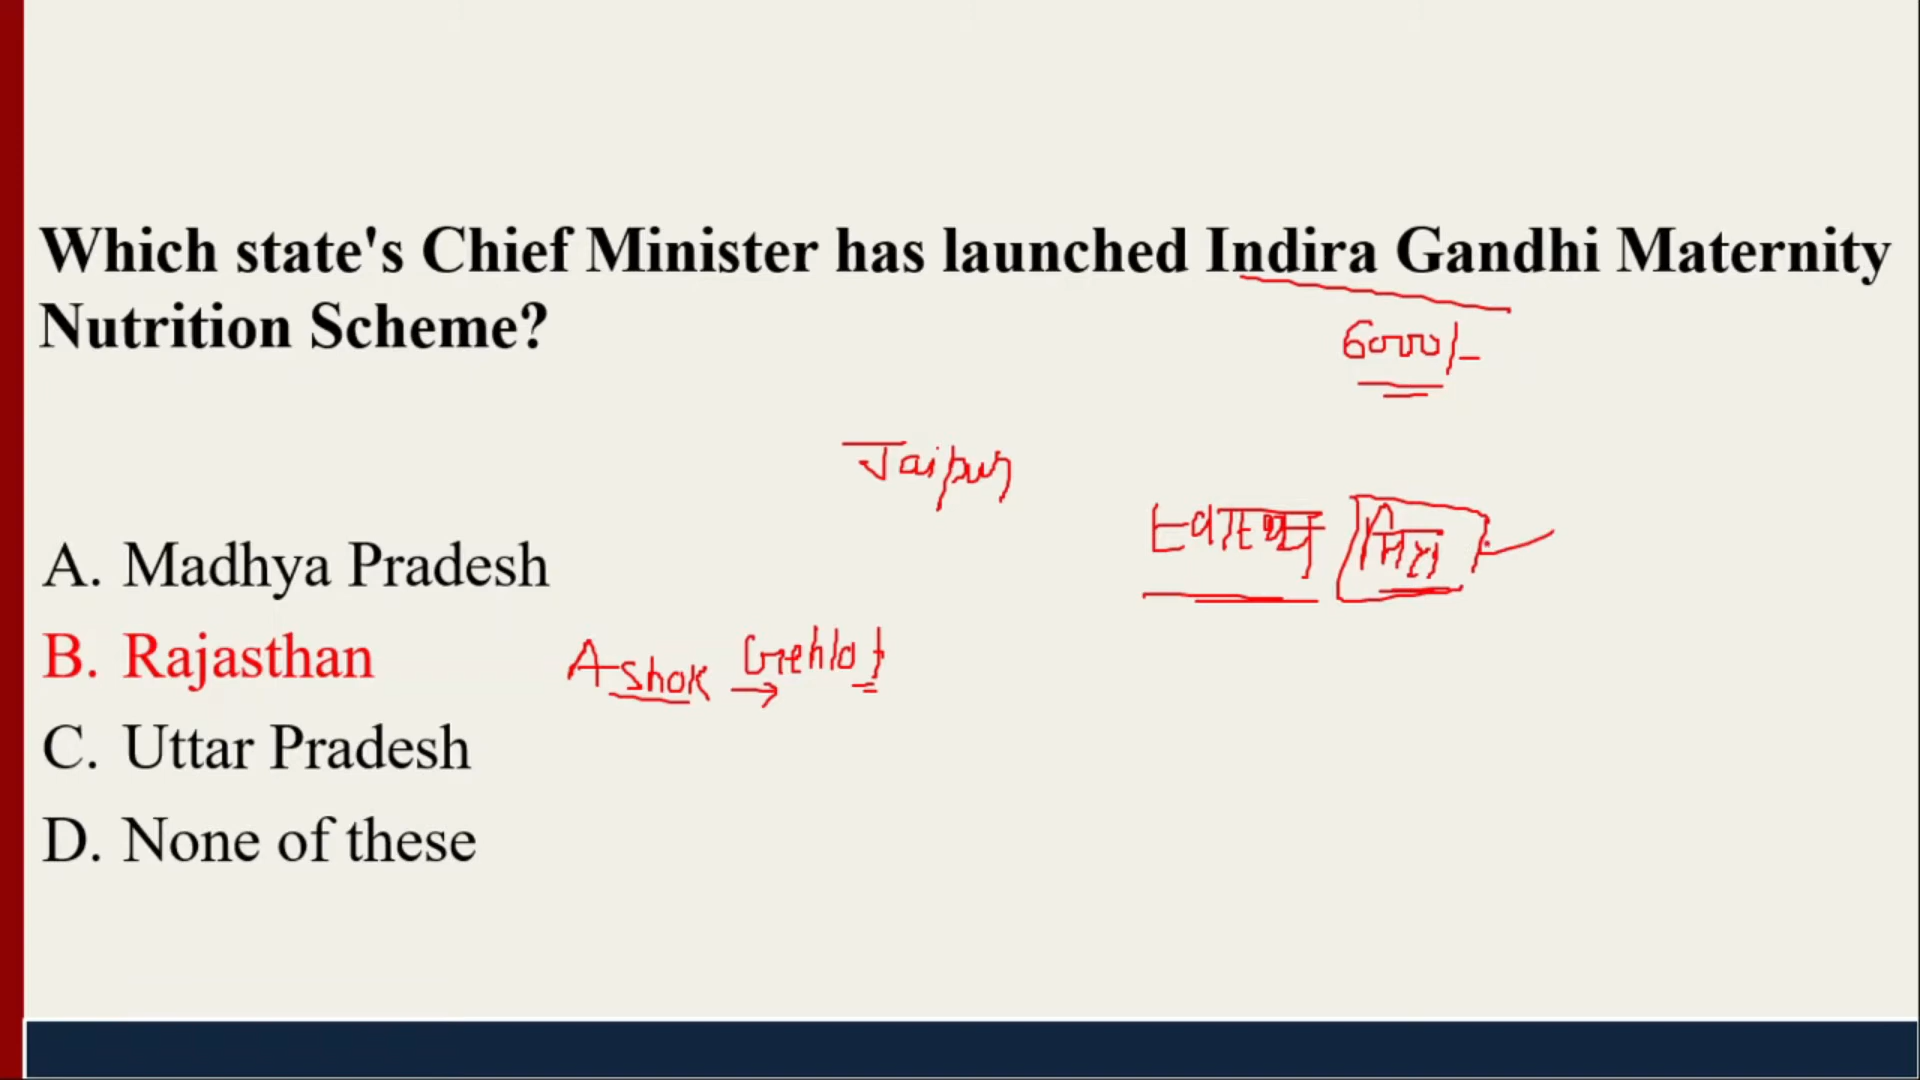 Which state's Chief Minister has launched Indira Gandhi Maternity
Nutrition Scheme?
6000/-
Jaipur
A. Madhya Pradesh
B. Rajasthan
Ashok Gehlot
C. Uttar Pradesh
D. None of these